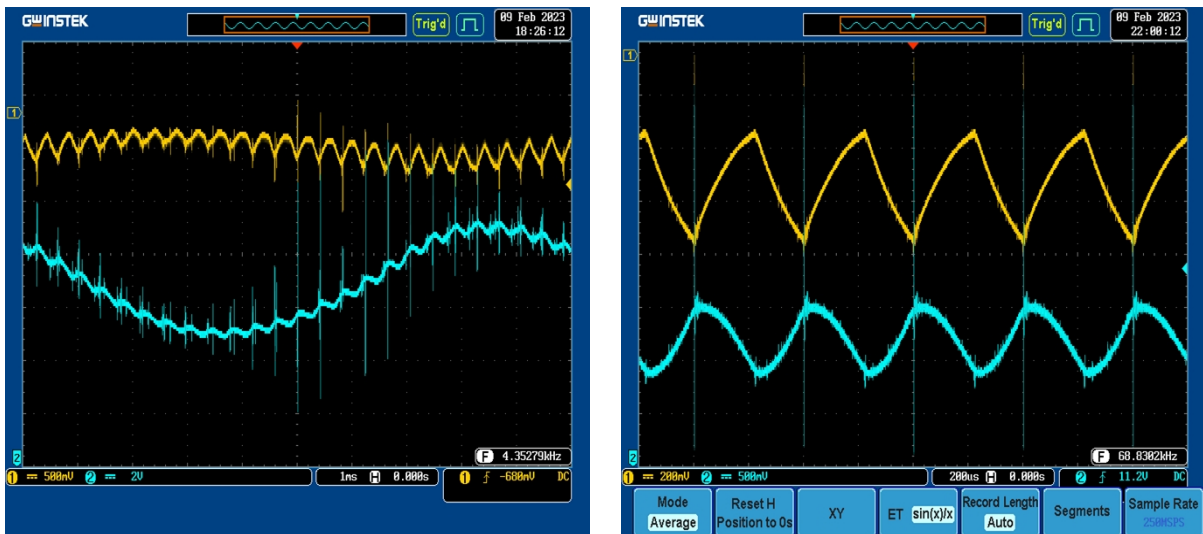 GWINSTEK
Trig'd
09 Feb 2023
18:26:12
1
2
F 4.35279kHz
1 500mV 2 2V
1ms H 0.000s
1 -680mV DC
GWINSTEK
Trig'd
09 Feb 2023
22:00:12
1
2
F 68.8302kHz
1 200mV 2 500mV
200us H 0.000s
2 11.2V DC
Mode
Average
Reset H
Position to 0s
XY
ET sin(x)/x
Record Length
Auto
Segments
Sample Rate
250MSPS